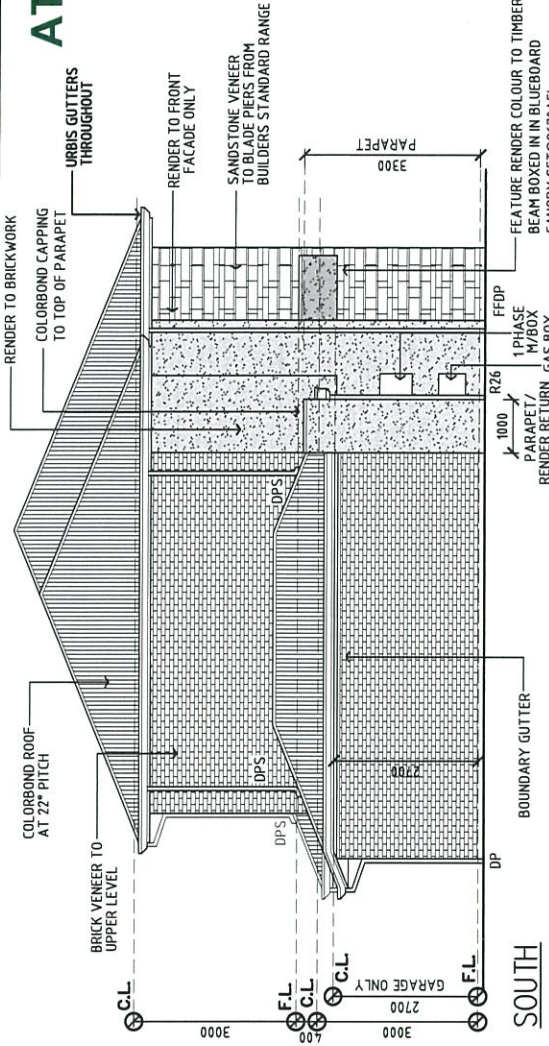 AT
RENDER TO BRICKWORK
URBIS GUTTERS
THROUGHOUT
COLORBOND CAPPING
TO TOP OF PARAPET
RENDER TO FRONT
FACADE ONLY
SANDSTONE VENEER
TO BLADE PIERS FROM
BUILDERS STANDARD RANGE
COLORBOND ROOF
AT 22° PITCH
BRICK VENEER TO
UPPER LEVEL
DPS
DPS
DPS
C.L.
F.L.
C.L.
C.L.
F.L.
3000
400
3000
2700
GARAGE ONLY
2700
3300
PARAPET
DP
BOUNDARY GUTTER
1000
PARAPET/
RENDER RETURN
R26
FFDP
1 PHASE
M/BOX
GAS BOX
FEATURE RENDER COLOUR TO TIMBER
BEAM BOXED IN IN BLUEBOARD
SOUTH